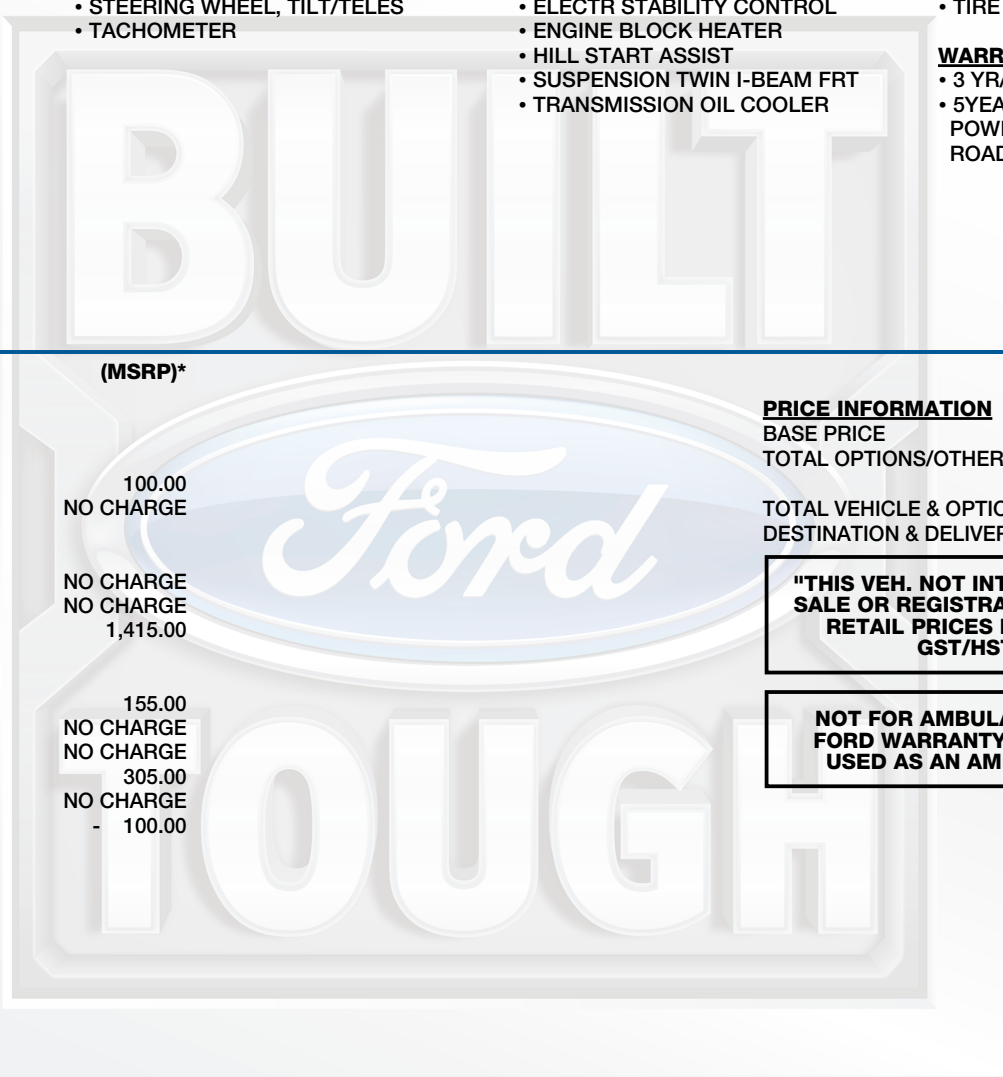 • STEERING WHEEL, TILT/TELES
• TACHOMETER
• ELECTR STABILITY CONTROL
• ENGINE BLOCK HEATER
• HILL START ASSIST
• SUSPENSION TWIN I-BEAM FRT
• TRANSMISSION OIL COOLER
• TIRE
WARR
• 3 YR/
• 5YEA
POW
ROAD
BUILT
Ford
TOUGH
(MSRP)*
100.00
NO CHARGE
NO CHARGE
NO CHARGE
1,415.00
155.00
NO CHARGE
NO CHARGE
305.00
NO CHARGE
- 100.00
PRICE INFORMATION
BASE PRICE
TOTAL OPTIONS/OTHER
TOTAL VEHICLE & OPTIO
DESTINATION & DELIVER
"THIS VEH. NOT INT
SALE OR REGISTRA
RETAIL PRICES
GST/HST
NOT FOR AMBULA
FORD WARRANTY
USED AS AN AM